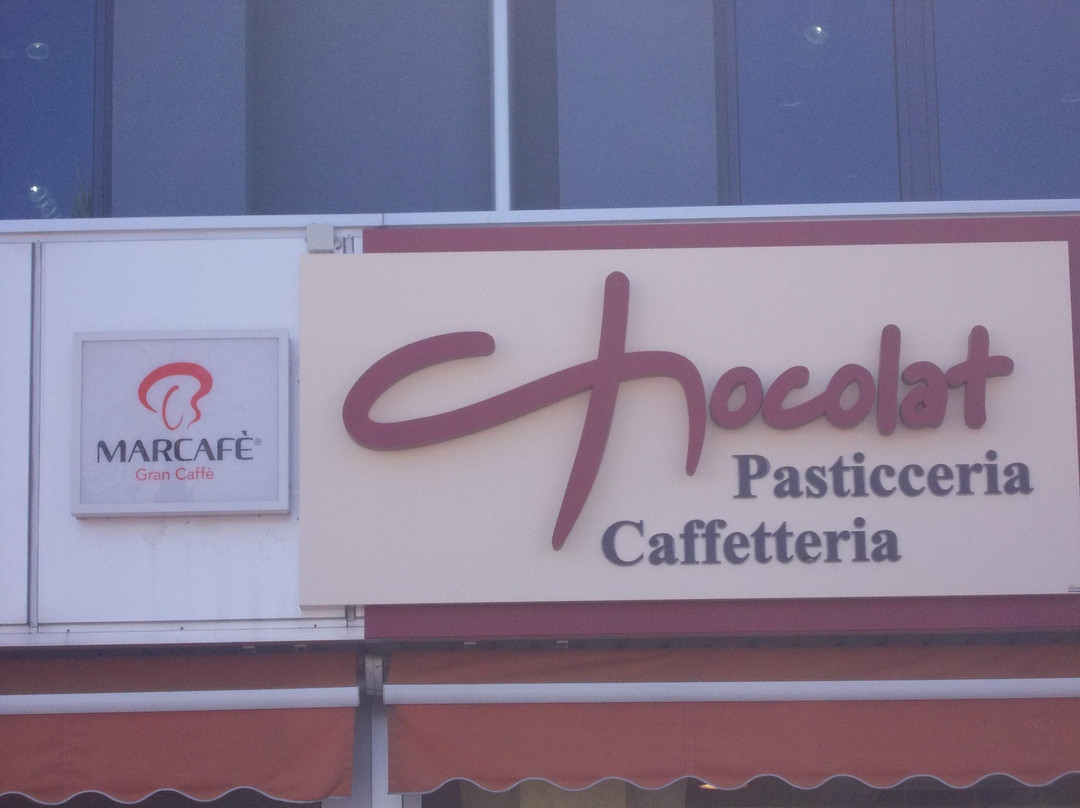 MARCAFÈ®
Gran Caffè
Chocolat
Pasticceria
Caffetteria